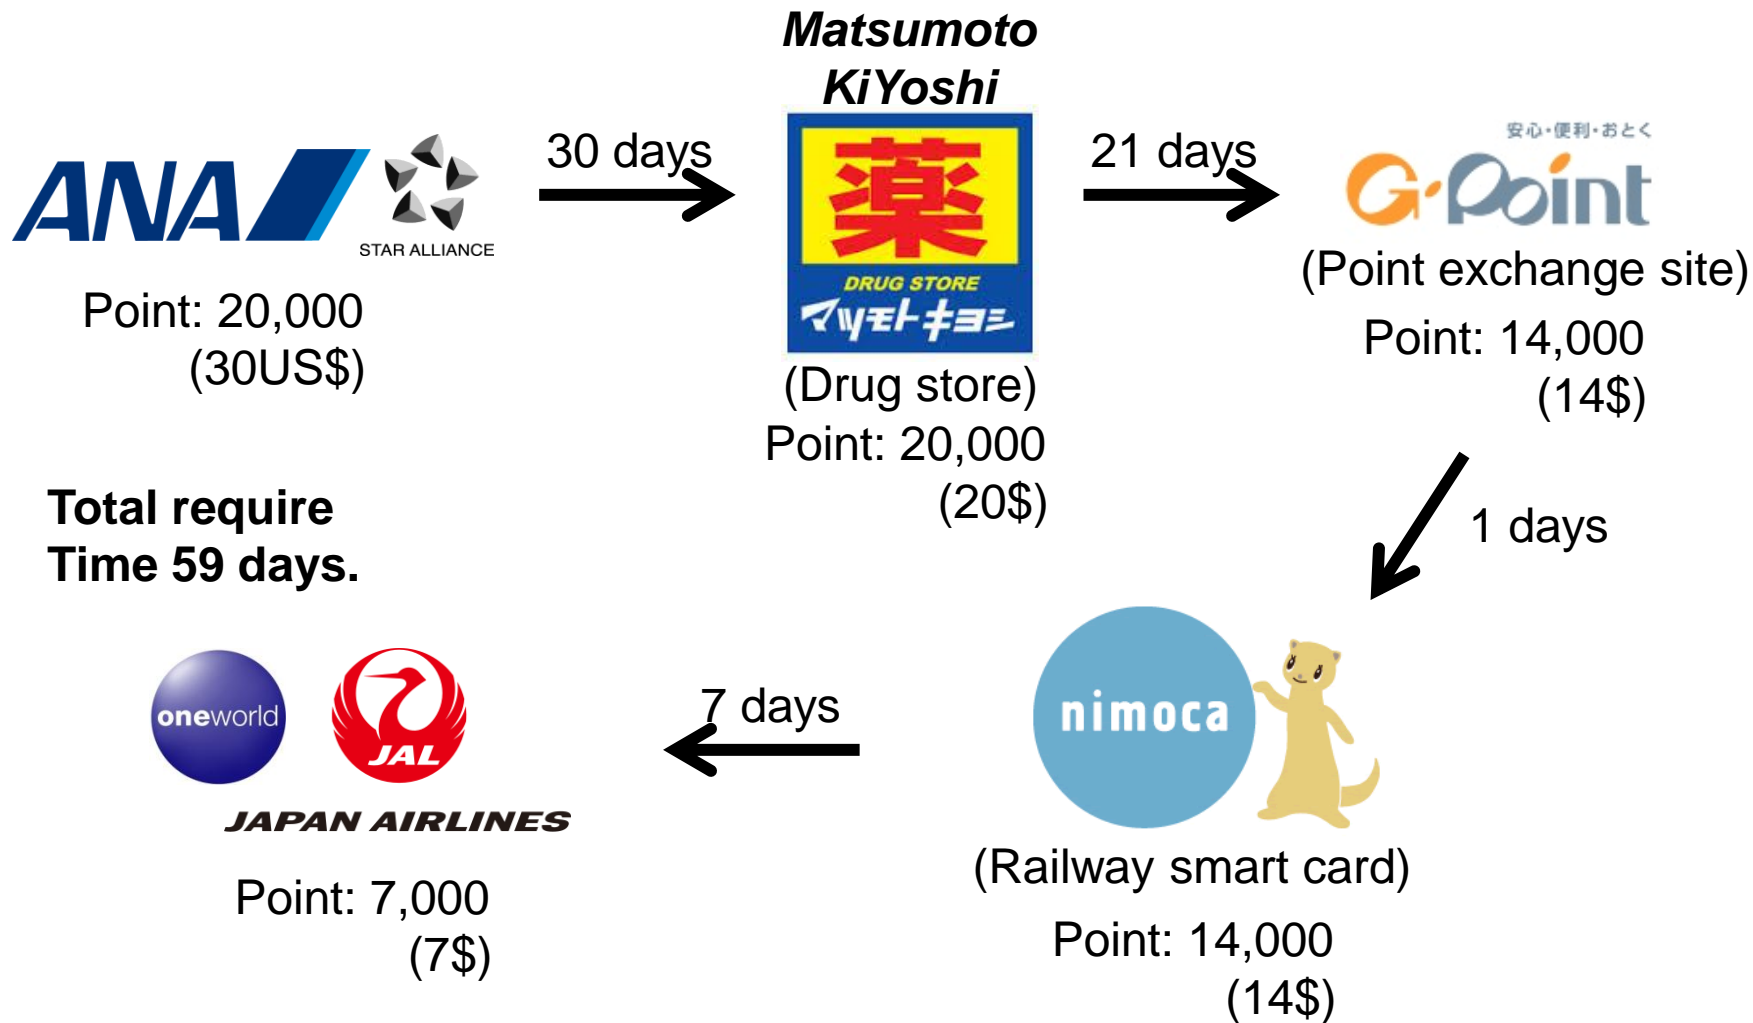 Matsumoto
KiYoshi
ANA
STAR ALLIANCE
Point: 20,000
(30US$)
30 days
薬
DRUG STORE
マツモトキヨシ
(Drug store)
Point: 20,000
(20$)
21 days
安心・便利・おとく
G・Point
(Point exchange site)
Point: 14,000
(14$)
1 days
Total require
Time 59 days.
nimoca
(Railway smart card)
Point: 14,000
(14$)
7 days
oneworld
JAL
JAPAN AIRLINES
Point: 7,000
(7$)